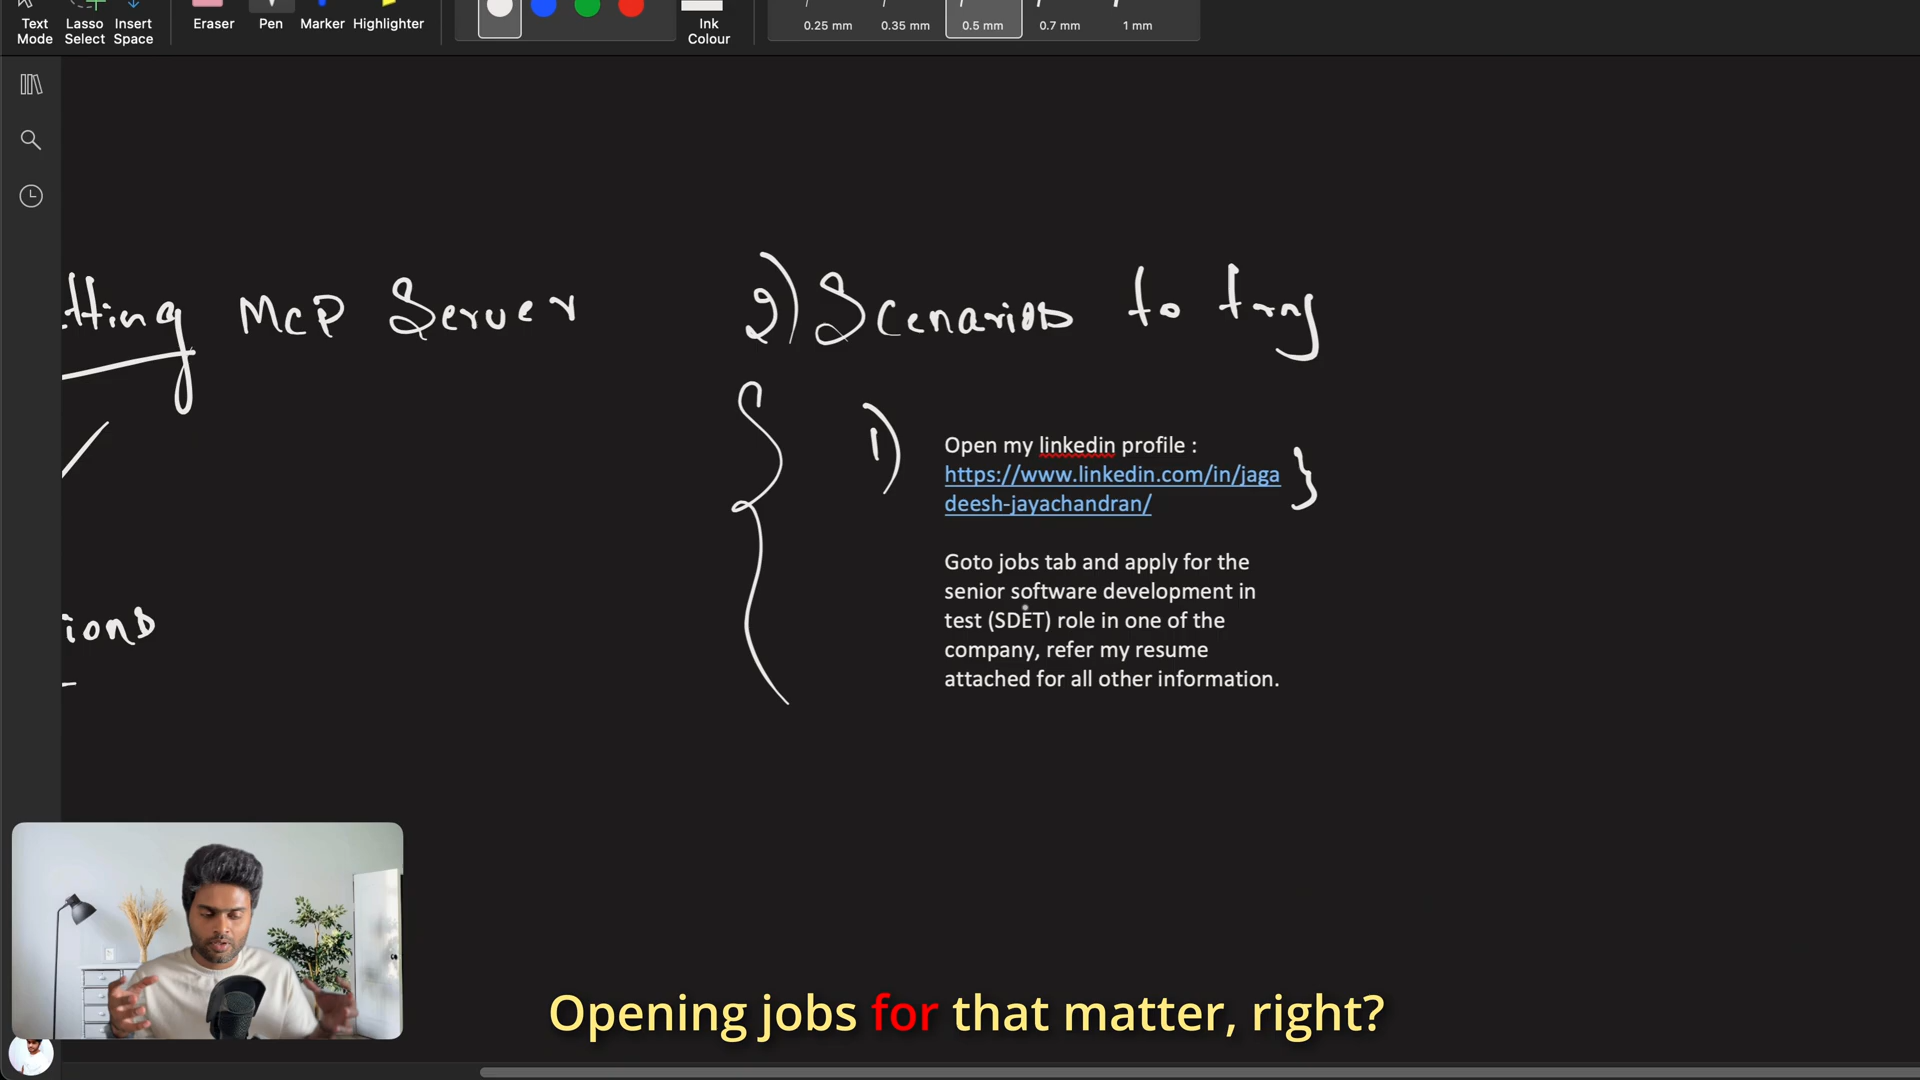 Text
Mode
Lasso
Select
Insert
Space
Eraser
Pen
Marker
Highlighter
Ink
Colour
0.25 mm
0.35 mm
0.5 mm
0.7 mm
1 mm
tting MCP Server
2) Scenarios to try
1)
Open my linkedin profile :
https://www.linkedin.com/in/jaga
deesh-jayachandran/
Goto jobs tab and apply for the
senior software development in
test (SDET) role in one of the
company, refer my resume
attached for all other information.
ions
Opening jobs for that matter, right?